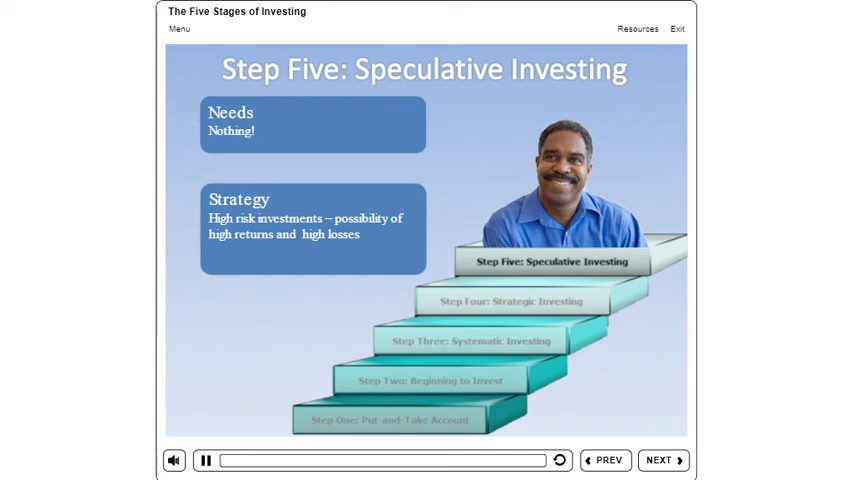 The Five Stages of Investing
Menu
Resources
Exit
Step Five: Speculative Investing
Needs
Nothing!
Strategy
High risk investments – possibility of
high returns and  high losses
Step Five: Speculative Investing
Step Four: Strategic Investing
Step Three: Systematic Investing
Step Two: Beginning to Invest
Step One: Put-and-Take Account
PREV
NEXT